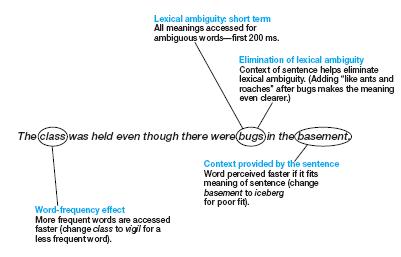 Lexical ambiguity: short term
All meanings accessed for
ambiguous words—first 200 ms.
Elimination of lexical ambiguity
Context of sentence helps eliminate
lexical ambiguity. (Adding “like ants and
roaches” after bugs makes the meaning
even clearer.)
The class was held even though there were bugs in the basement.
Context provided by the sentence
Word perceived faster if it fits
meaning of sentence (change
basement to iceberg
for poor fit).
Word-frequency effect
More frequent words are accessed
faster (change class to vigil for a
less frequent word).